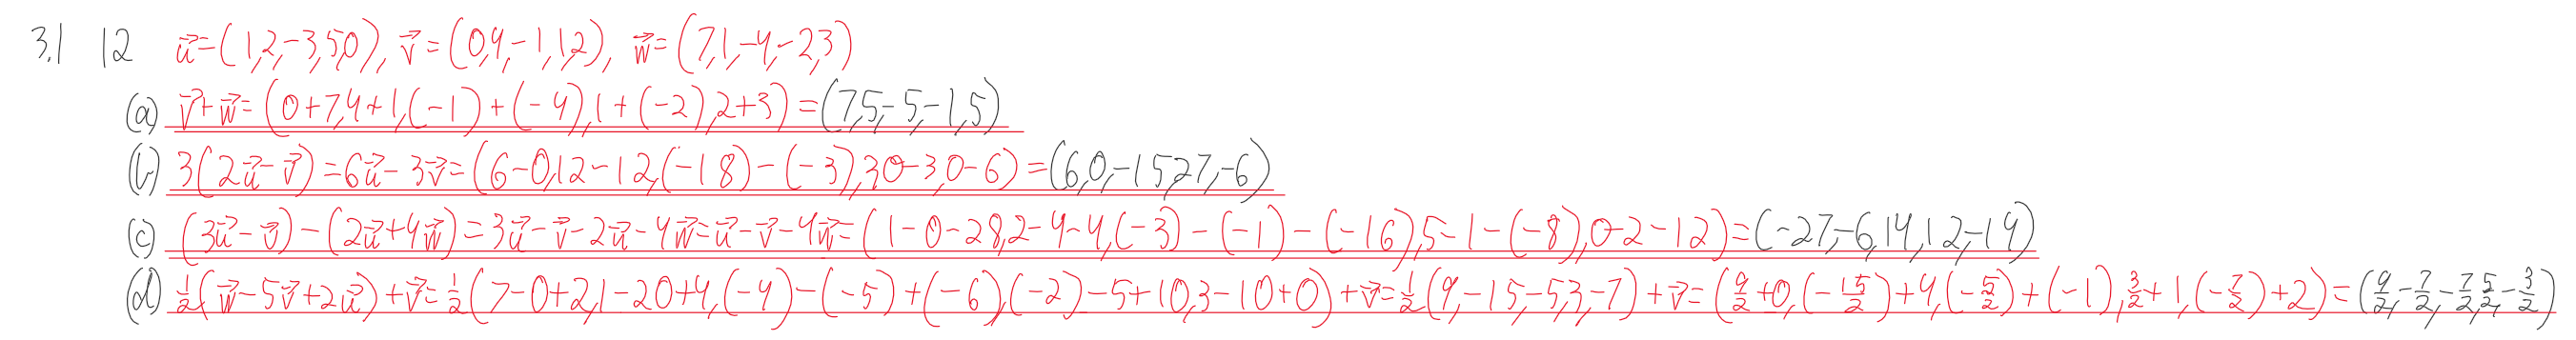 3.1 12 u⃗=(1,2,-3,5,0), v⃗=(0,4,-1,1,2), w⃗=(7,1,-4,-2,3)
(a) v⃗+w⃗=(0+7,4+1,(-1)+(-4),1+(-2),2+3)=(7,5,-5,-1,5)
(b) 3(2u⃗-v⃗)=6u⃗-3v⃗=(6-0,12-12,(-18)-(-3),30-3,0-6)=(6,0,-15,27,-6)
(c) (3u⃗-v⃗)-(2u⃗+4w⃗)=3u⃗-v⃗-2u⃗-4w⃗=u⃗-v⃗-4w⃗=(1-0-28,2-4-4,(-3)-(-1)-(-16),5-1-(-8),0-2-12)=(-27,-6,14,12,-14)
(d) ½(w⃗-5v⃗+2u⃗)+v⃗=½(7-0+2,1-20+4,(-4)-(-5)+(-6),(-2)-5+10,3-10+0)+v⃗=½(9,-15,-5,3,-7)+v⃗=(9/2+0,(-15/2)+4,(-5/2)+(-1),3/2+1,(-7/2)+2)=(9/2,-7/2,-7/2,5/2,-3/2)